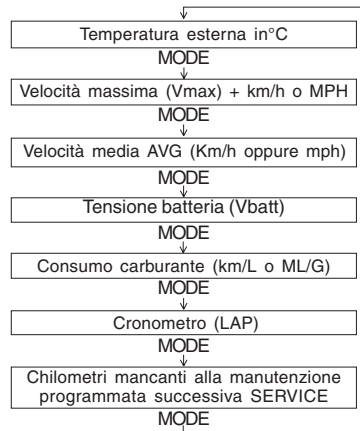 Temperatura esterna in°C
MODE
Velocità massima (Vmax) + km/h o MPH
MODE
Velocità media AVG (Km/h oppure mph)
MODE
Tensione batteria (Vbatt)
MODE
Consumo carburante (km/L o ML/G)
MODE
Cronometro (LAP)
MODE
Chilometri mancanti alla manutenzione
programmata successiva SERVICE
MODE